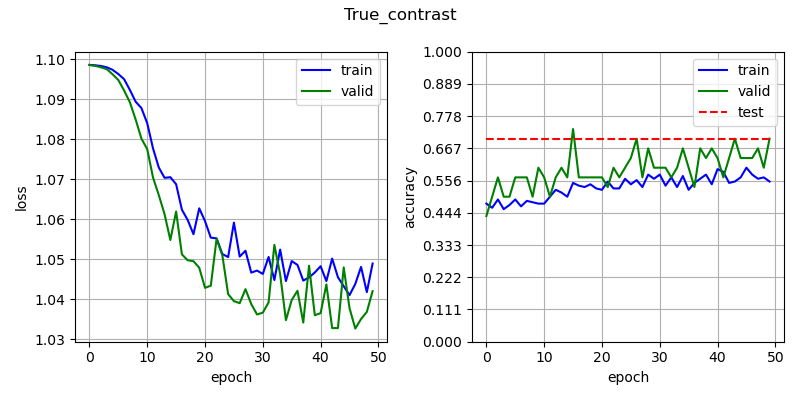 True_contrast
1.10
1.09
1.08
1.07
1.06
1.05
1.04
1.03
loss
0 10 20 30 40 50
epoch
train
valid
1.000
0.889
0.778
0.667
0.556
0.444
0.333
0.222
0.111
0.000
accuracy
0 10 20 30 40 50
epoch
train
valid
test